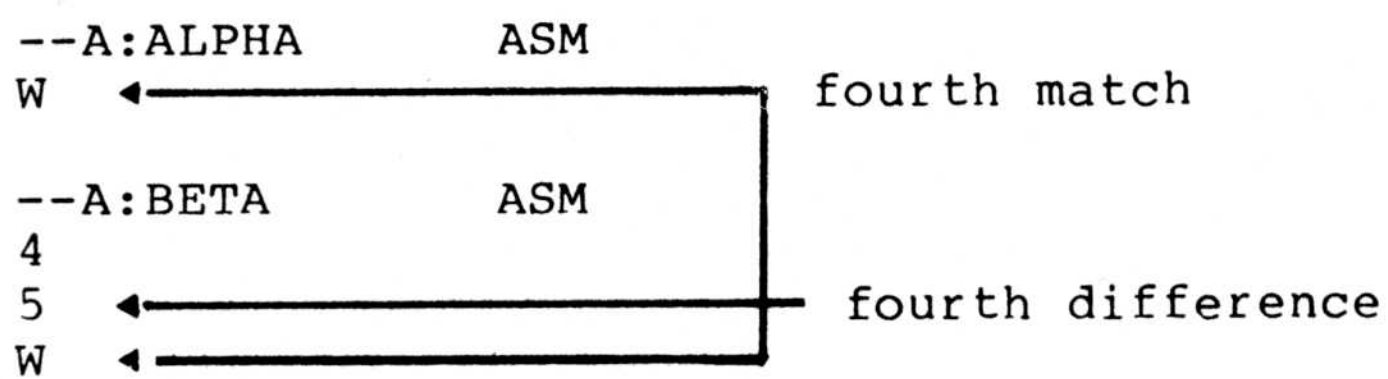 --A:ALPHA ASM
W fourth match
--A:BETA ASM
4
5 fourth difference
W